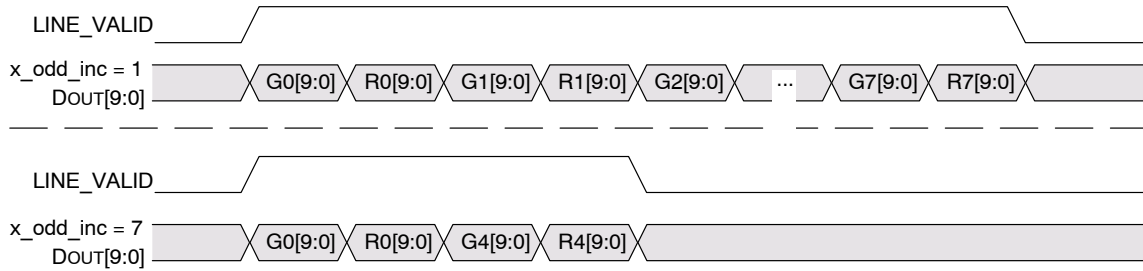 LINE_VALID
x_odd_inc = 1
DOUT[9:0]
G0[9:0] R0[9:0] G1[9:0] R1[9:0] G2[9:0] ... G7[9:0] R7[9:0]
LINE_VALID
x_odd_inc = 7
DOUT[9:0]
G0[9:0] R0[9:0] G4[9:0] R4[9:0]